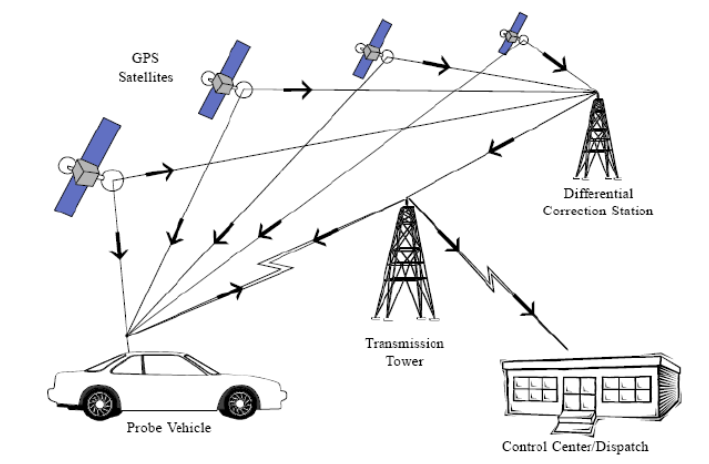 GPS
Satellites
Differential
Correction Station
Transmission
Tower
Probe Vehicle
Control Center/Dispatch